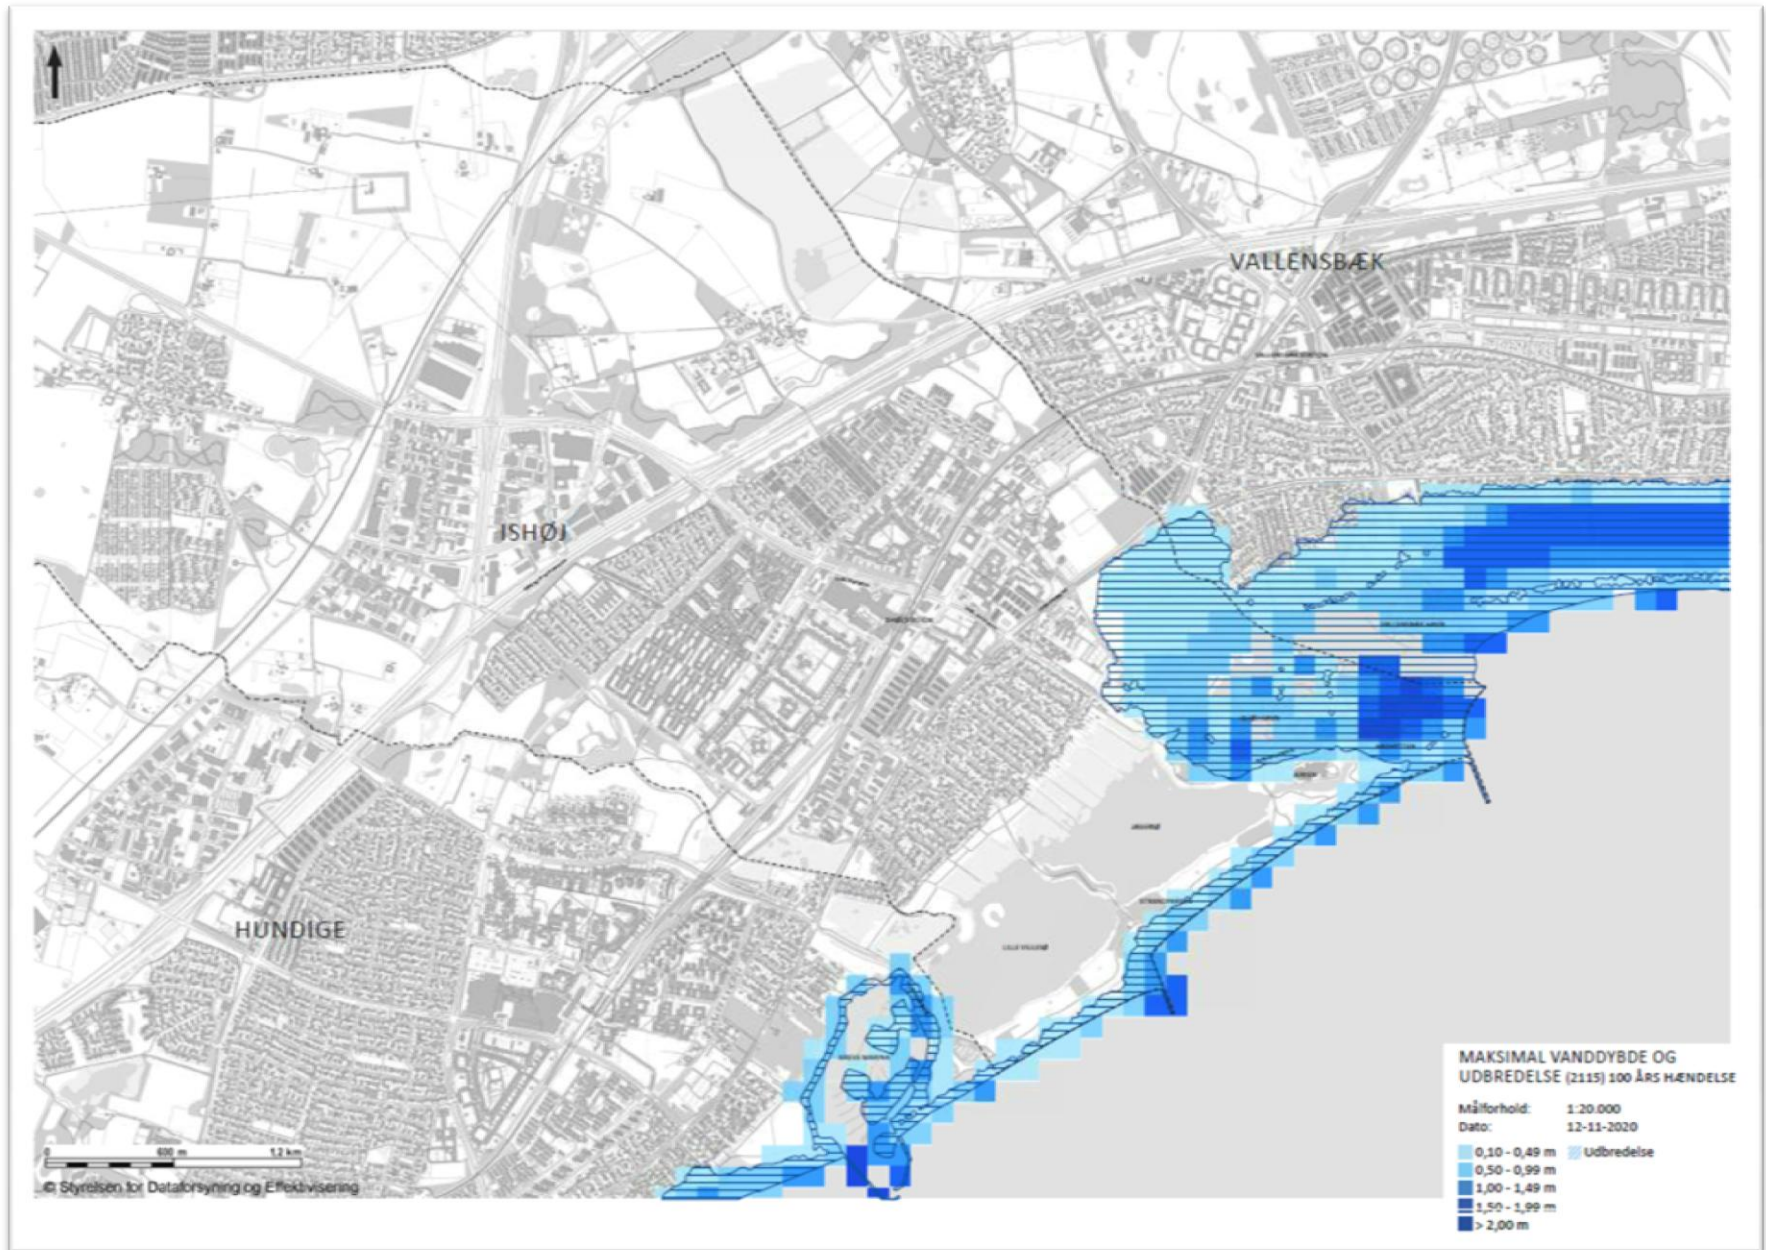 VALLENSBÆK
ISHØJ
HUNDIGE
MAKSIMAL VANDDYBDE OG
UDBREDELSE (2115) 100 ÅRS HÆNDELSE
Målforhold: 1:20.000
Dato: 12-11-2020
0,10 - 0,49 m Udbredelse
0,50 - 0,99 m
1,00 - 1,49 m
1,50 - 1,99 m
> 2,00 m
0 600 m 1,2 km
© Styrelsen for Dataforsyning og Effektivisering